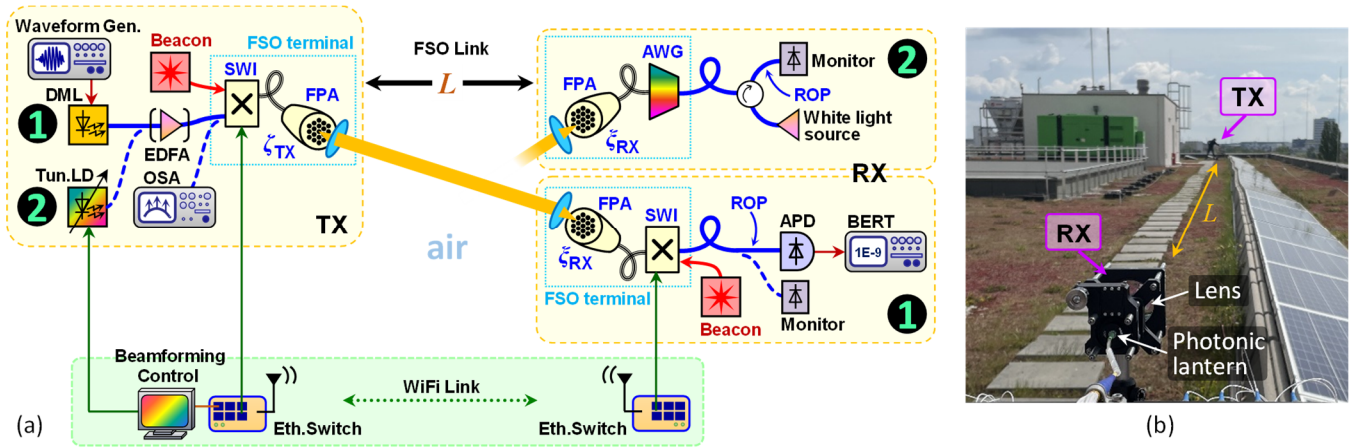 Waveform Gen.
Beacon
SWI
FSO terminal
FPA
DML
1
EDFA
ζTX
Tun.LD
OSA
2
TX
FSO Link
L
AWG
FPA
ξRX
Monitor
2
ROP
White light
source
RX
air
FPA
SWI
ROP
APD
BERT
1E-9
ξRX
FSO terminal
Beacon
Monitor
1
Beamforming
Control
WiFi Link
Eth.Switch
Eth.Switch
(a)
TX
L
RX
Lens
Photonic
lantern
(b)